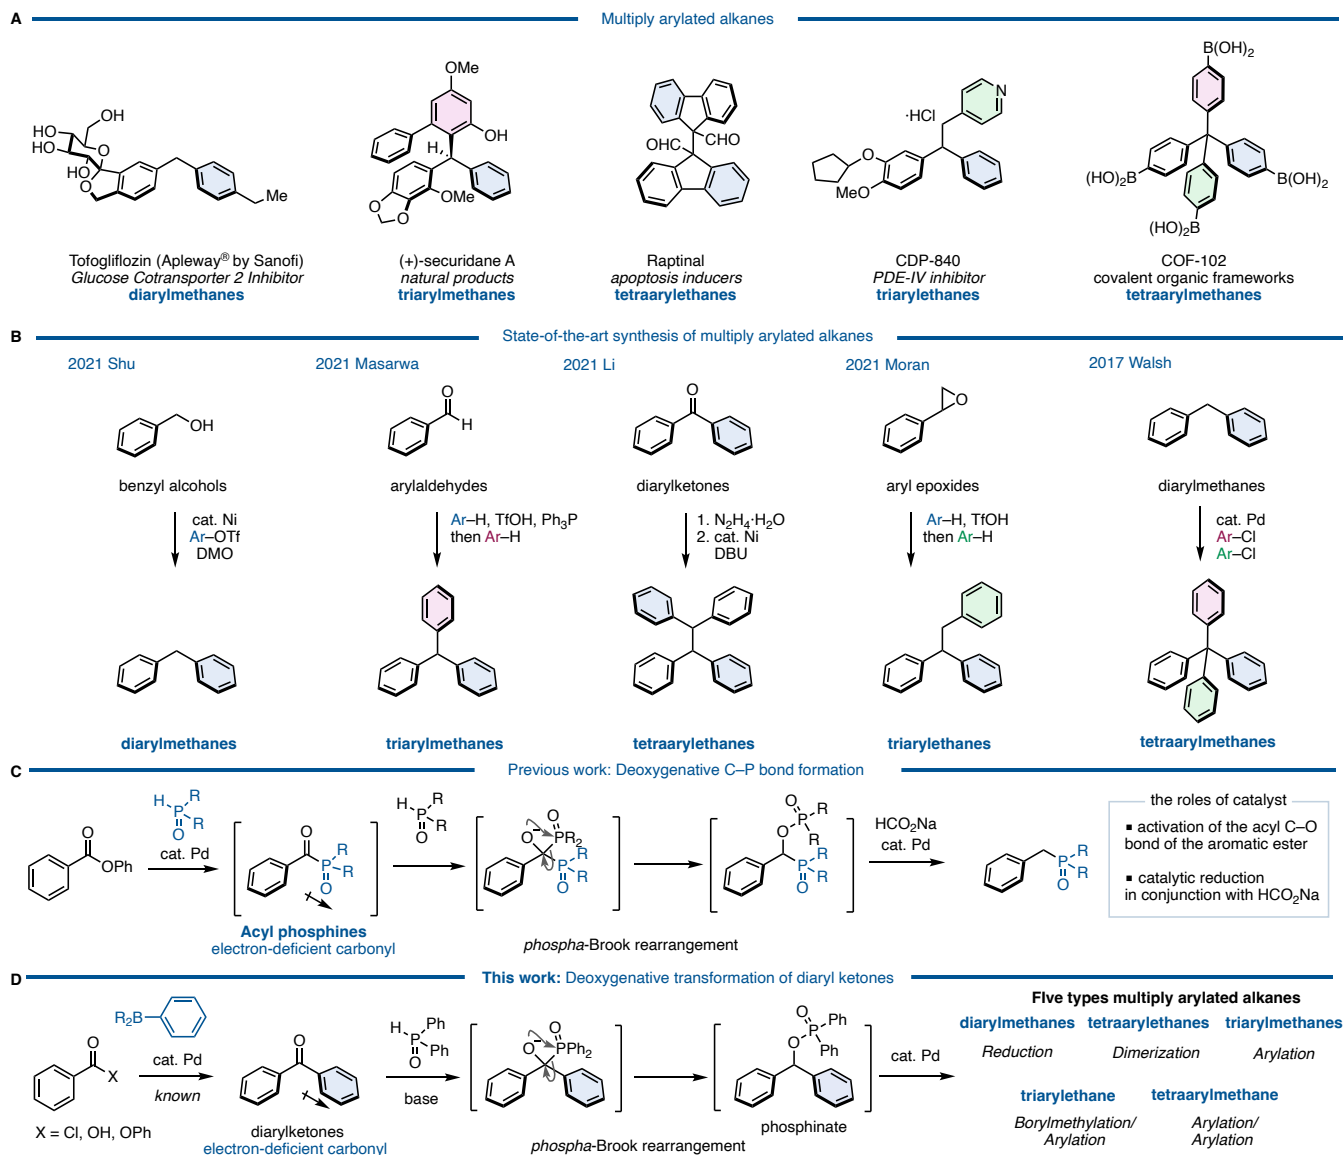 A Multiply arylated alkanes
OMe
OH
H
OMe
O
O
HO
HO
HO
OH
O
HO
O
Me
OHC
CHO
·HCl
N
O
MeO
B(OH)2
(HO)2B
B(OH)2
(HO)2B
Tofogliflozin (Apleway® by Sanofi)
Glucose Cotransporter 2 Inhibitor
diarylmethanes
(+)-securidane A
natural products
triarylmethanes
Raptinal
apoptosis inducers
tetraarylethanes
CDP-840
PDE-IV inhibitor
triarylethanes
COF-102
covalent organic frameworks
tetraarylmethanes
B State-of-the-art synthesis of multiply arylated alkanes
2021 Shu
OH
benzyl alcohols
cat. Ni
Ar–OTf
DMO
diarylmethanes
2021 Masarwa
O
H
arylaldehydes
Ar–H, TfOH, Ph3P
then Ar–H
triarylmethanes
2021 Li
O
diarylketones
1. N2H4·H2O
2. cat. Ni
DBU
tetraarylethanes
2021 Moran
O
aryl epoxides
Ar–H, TfOH
then Ar–H
triarylethanes
2017 Walsh
diarylmethanes
cat. Pd
Ar–Cl
Ar–Cl
tetraarylmethanes
C Previous work: Deoxygenative C–P bond formation
O
OPh
H
P
R
R
O
cat. Pd
O
P
R
R
O
Acyl phosphines
electron-deficient carbonyl
H
P
R
R
O
O–
O
PR2
P
R
R
O
phospha-Brook rearrangement
O
P
R
R
O
P
R
R
O
HCO2Na
cat. Pd
P
R
R
O
the roles of catalyst
▪ activation of the acyl C–O
bond of the aromatic ester
▪ catalytic reduction
in conjunction with HCO2Na
D This work: Deoxygenative transformation of diaryl ketones
O
X
X = Cl, OH, OPh
R2B
cat. Pd
known
O
diarylketones
electron-deficient carbonyl
H
P
Ph
Ph
O
base
O–
O
PPh2
phospha-Brook rearrangement
O
P
Ph
Ph
O
phosphinate
cat. Pd
FIve types multiply arylated alkanes
diarylmethanes tetraarylethanes triarylmethanes
Reduction Dimerization Arylation
triarylethane tetraarylmethane
Borylmethylation/ Arylation/
Arylation Arylation